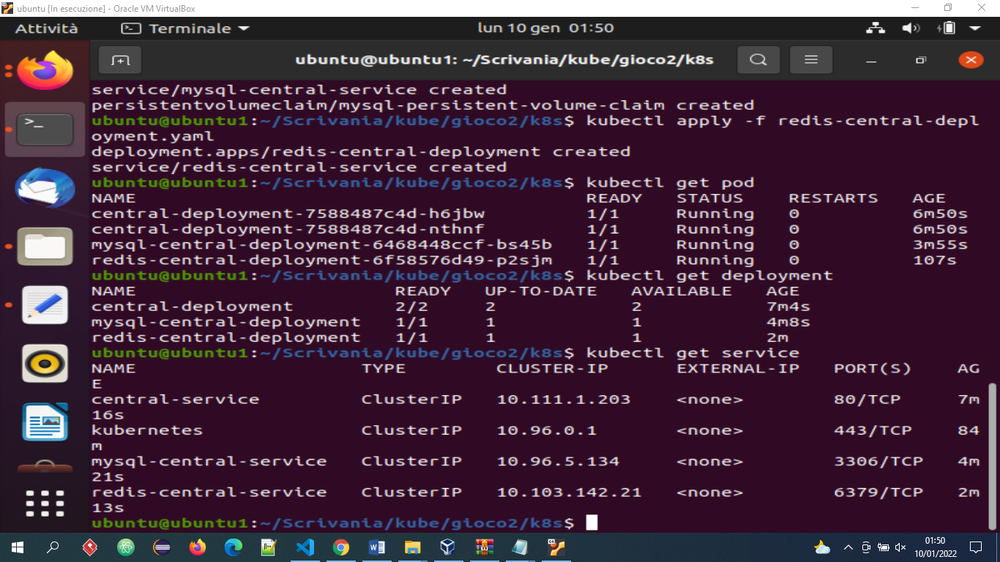 ubuntu [In esecuzione] - Oracle VM VirtualBox
Attività
Terminale
lun 10 gen 01:50
ubuntu@ubuntu1: ~/Scrivania/kube/gioco2/k8s
service/mysql-central-service created
persistentvolumeclaim/mysql-persistent-volume-claim created
ubuntu@ubuntu1:~/Scrivania/kube/gioco2/k8s$ kubectl apply -f redis-central-depl
oyment.yaml
deployment.apps/redis-central-deployment created
service/redis-central-service created
ubuntu@ubuntu1:~/Scrivania/kube/gioco2/k8s$ kubectl get pod
NAME READY STATUS RESTARTS AGE
central-deployment-7588487c4d-h6jbw 1/1 Running 0 6m50s
central-deployment-7588487c4d-nthnf 1/1 Running 0 6m50s
mysql-central-deployment-6468448ccf-bs45b 1/1 Running 0 3m55s
redis-central-deployment-6f58576d49-p2sjm 1/1 Running 0 107s
ubuntu@ubuntu1:~/Scrivania/kube/gioco2/k8s$ kubectl get deployment
NAME READY UP-TO-DATE AVAILABLE AGE
central-deployment 2/2 2 2 7m4s
mysql-central-deployment 1/1 1 1 4m8s
redis-central-deployment 1/1 1 1 2m
ubuntu@ubuntu1:~/Scrivania/kube/gioco2/k8s$ kubectl get service
NAME TYPE CLUSTER-IP EXTERNAL-IP PORT(S) AG
E
central-service ClusterIP 10.111.1.203 <none> 80/TCP 7m
16s
kubernetes ClusterIP 10.96.0.1 <none> 443/TCP 84
m
mysql-central-service ClusterIP 10.96.5.134 <none> 3306/TCP 4m
21s
redis-central-service ClusterIP 10.103.142.21 <none> 6379/TCP 2m
13s
ubuntu@ubuntu1:~/Scrivania/kube/gioco2/k8s$
01:50
10/01/2022